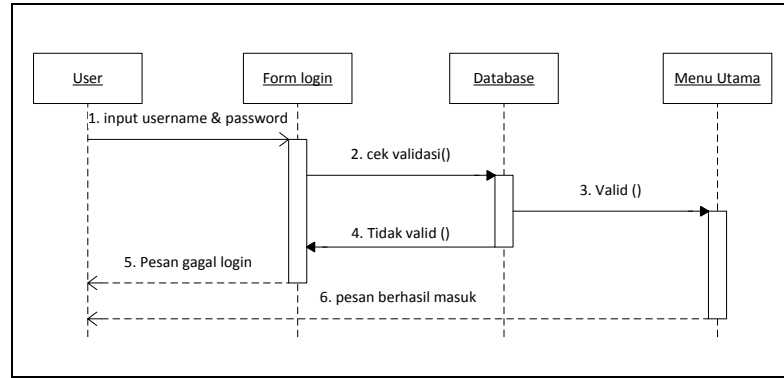 User
Form login
Database
Menu Utama
1. input username & password
2. cek validasi()
3. Valid ()
4. Tidak valid ()
5. Pesan gagal login
6. pesan berhasil masuk